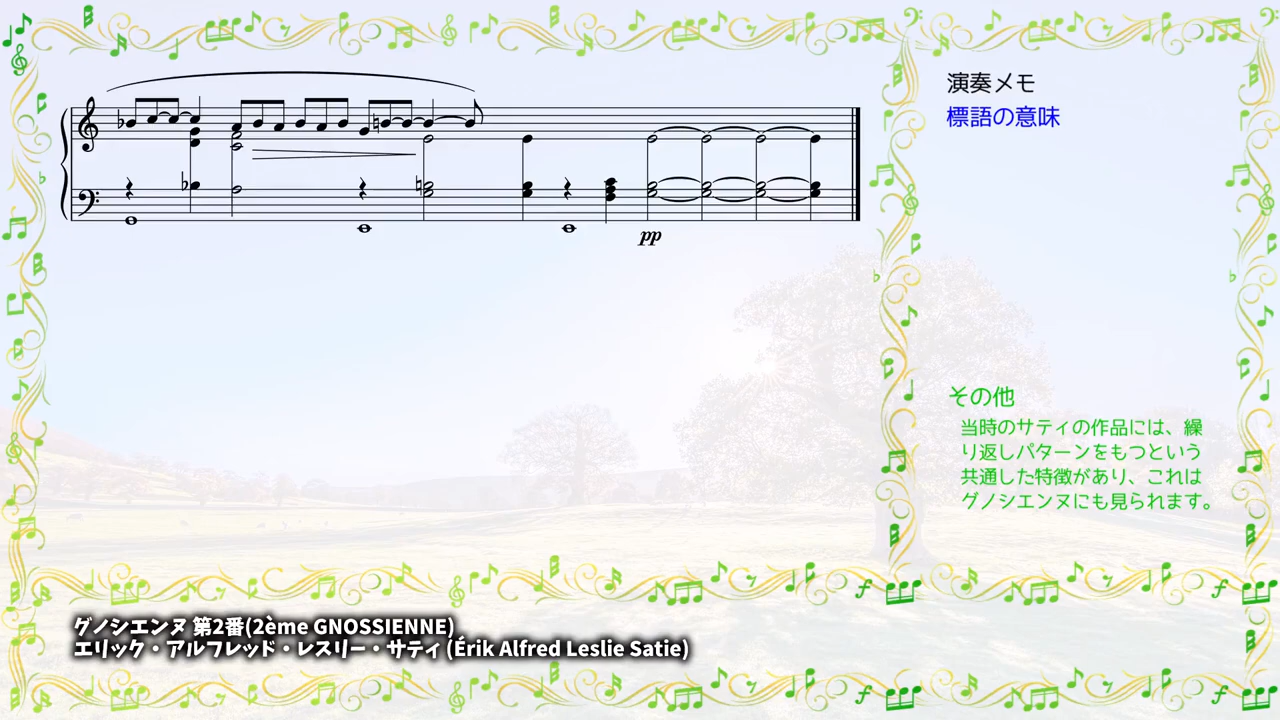 演奏メモ
標語の意味
pp
その他
当時のサティの作品には、繰
り返しパターンをもつという
共通した特徴があり、これは
グノシエンヌにも見られます。
グノシエンヌ 第2番(2ème GNOSSIENNE)
エリック・アルフレッド・レスリー・サティ (Érik Alfred Leslie Satie)